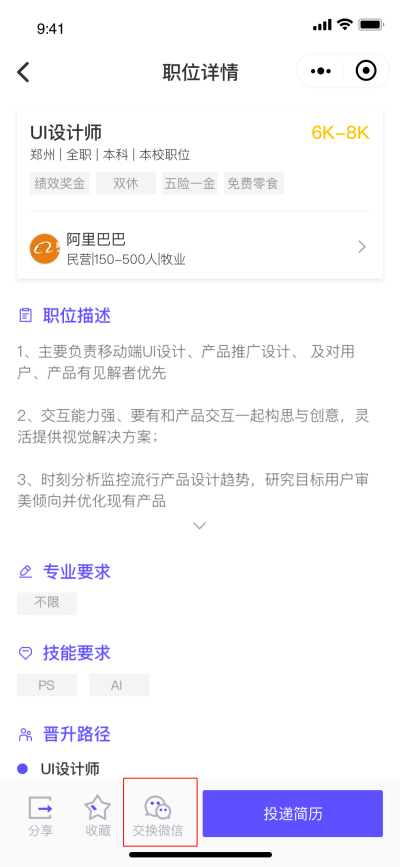 9:41
职位详情
UI设计师 6K-8K
郑州 | 全职 | 本科 | 本校职位
绩效奖金 双休 五险一金 免费零食
阿里巴巴
民营|150-500人|牧业
职位描述
1、主要负责移动端UI设计、产品推广设计、 及对用
户、产品有见解者优先
2、交互能力强、要有和产品交互一起构思与创意，灵
活提供视觉解决方案；
3、时刻分析监控流行产品设计趋势，研究目标用户审
美倾向并优化现有产品
专业要求
不限
技能要求
PS AI
晋升路径
UI设计师
分享 收藏 交换微信 投递简历